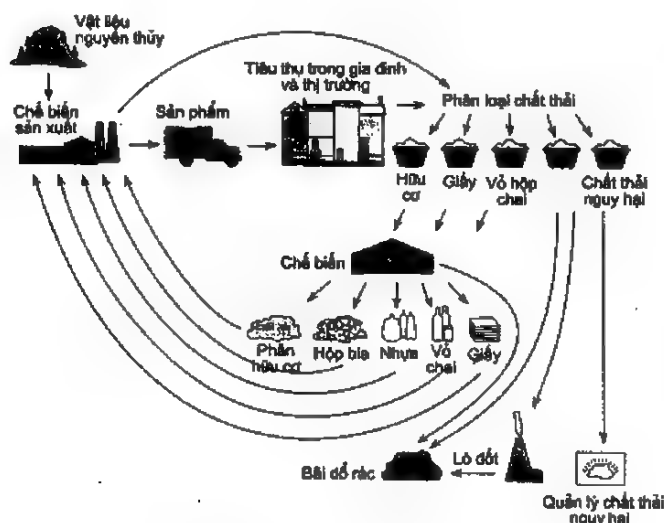 Vật liệu
nguyên thủy
Chế biến
sản xuất
Sản phẩm
Tiêu thụ trong gia đình
và thị trường
Phân loại chất thải
Hữu
cơ
Giấy
Vỏ hộp
chai
Chất thải
nguy hại
Chế biến
Phân
hữu cơ
Hộp bia
Nhựa
Vỏ
chai
Giấy
Bãi đổ rác
Lò đốt
Quản lý chất thải
nguy hại